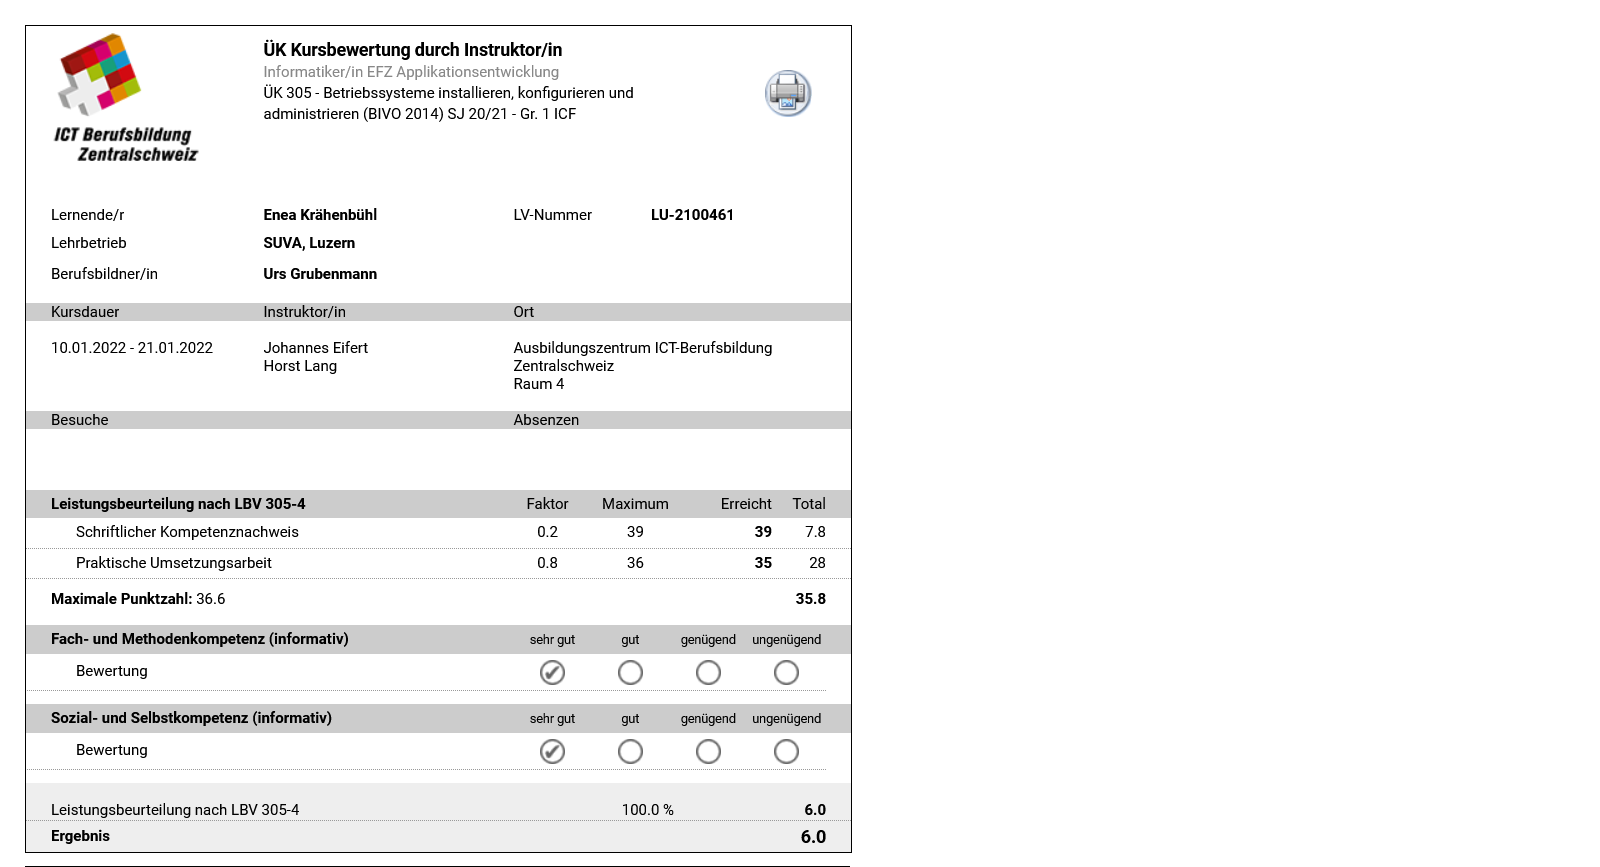 ICT Berufsbildung
Zentralschweiz
ÜK Kursbewertung durch Instruktor/in
Informatiker/in EFZ Applikationsentwicklung
ÜK 305 - Betriebssysteme installieren, konfigurieren und
administrieren (BIVO 2014) SJ 20/21 - Gr. 1 ICF
Lernende/r Enea Krähenbühl LV-Nummer LU-2100461
Lehrbetrieb SUVA, Luzern
Berufsbildner/in Urs Grubenmann
Kursdauer Instruktor/in Ort
10.01.2022 - 21.01.2022 Johannes Eifert Ausbildungszentrum ICT-Berufsbildung
Horst Lang Zentralschweiz
Raum 4
Besuche Absenzen
Leistungsbeurteilung nach LBV 305-4 Faktor Maximum Erreicht Total
Schriftlicher Kompetenznachweis 0.2 39 39 7.8
Praktische Umsetzungsarbeit 0.8 36 35 28
Maximale Punktzahl: 36.6 35.8
Fach- und Methodenkompetenz (informativ) sehr gut gut genügend ungenügend
Bewertung
Sozial- und Selbstkompetenz (informativ) sehr gut gut genügend ungenügend
Bewertung
Leistungsbeurteilung nach LBV 305-4 100.0 % 6.0
Ergebnis 6.0